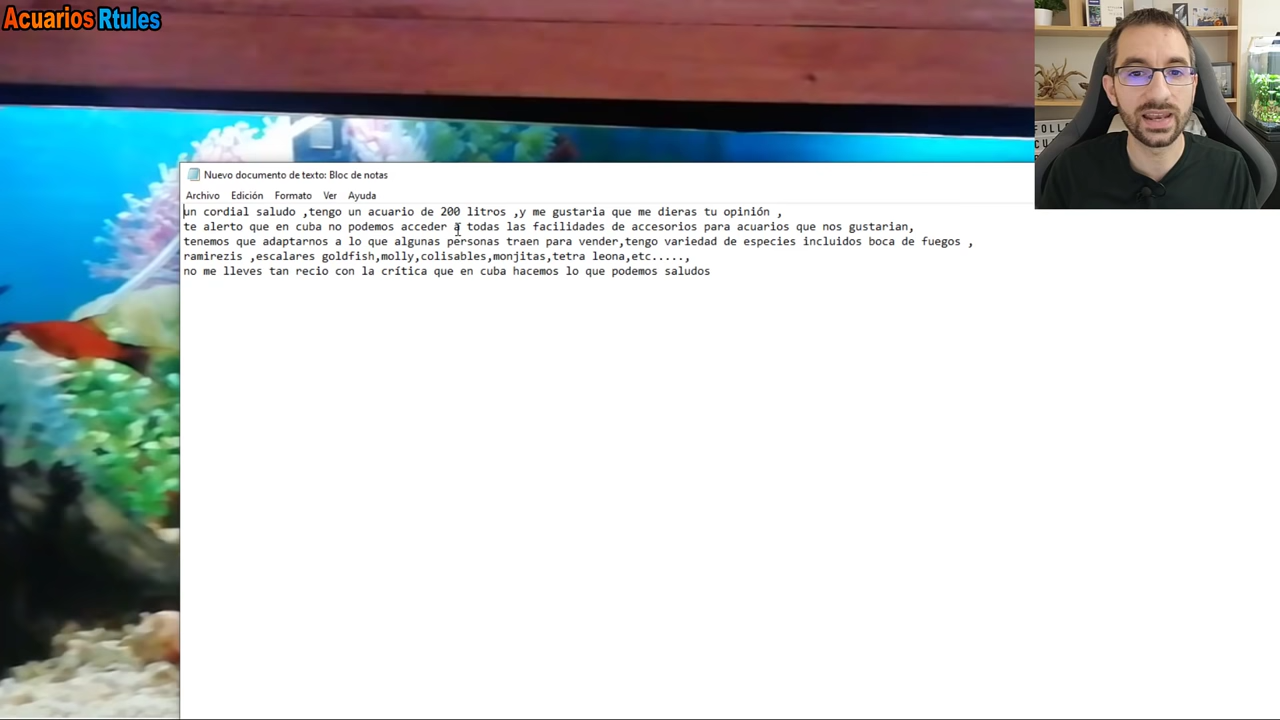 Acuarios Rtules
Nuevo documento de texto: Bloc de notas
Archivo Edición Formato Ver Ayuda
un cordial saludo ,tengo un acuario de 200 litros ,y me gustaria que me dieras tu opinión ,
te alerto que en cuba no podemos acceder a todas las facilidades de accesorios para acuarios que nos gustarian,
tenemos que adaptarnos a lo que algunas personas traen para vender,tengo variedad de especies incluidos boca de fuegos ,
ramirezis ,escalares goldfish,molly,colisables,monjitas,tetra leona,etc.....,
no me lleves tan recio con la crítica que en cuba hacemos lo que podemos saludos